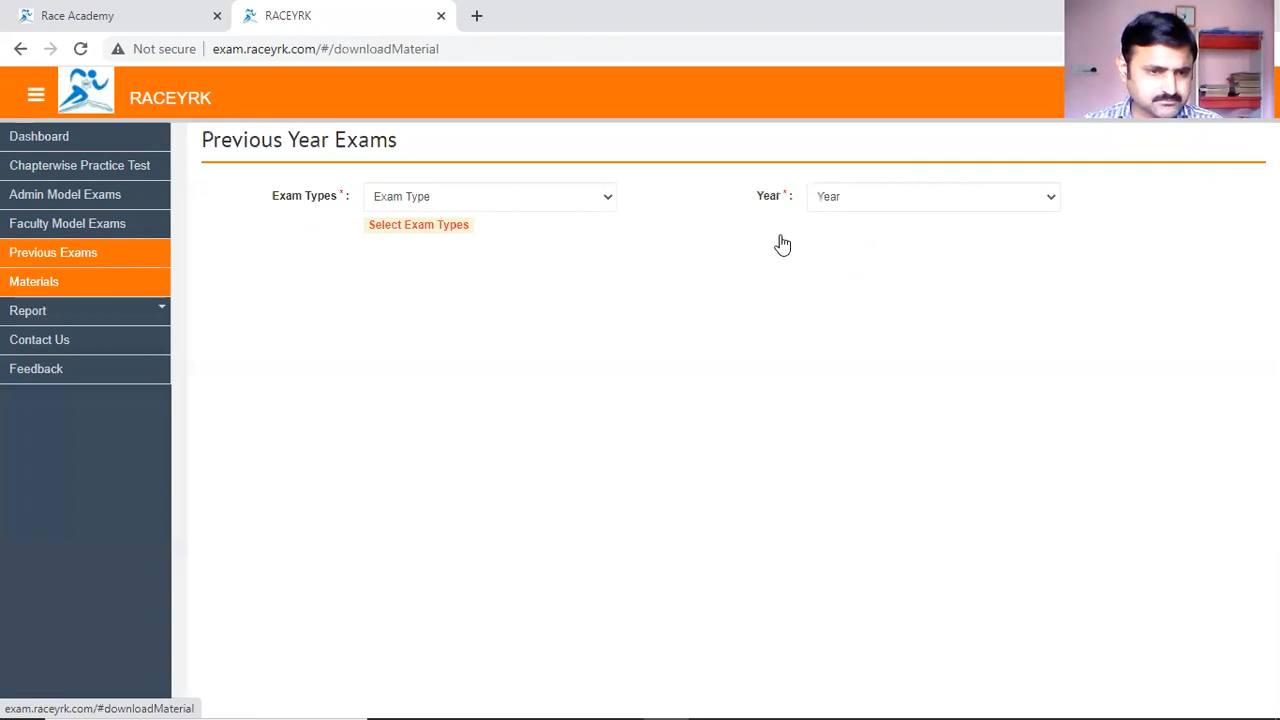 Race Academy
RACEYRK
Not secure
exam.raceyrk.com/#/downloadMaterial
RACEYRK
Dashboard
Chapterwise Practice Test
Admin Model Exams
Faculty Model Exams
Previous Exams
Materials
Report
Contact Us
Feedback
Previous Year Exams
Exam Types * :
Exam Type
Select Exam Types
Year * :
Year
exam.raceyrk.com/#downloadMaterial